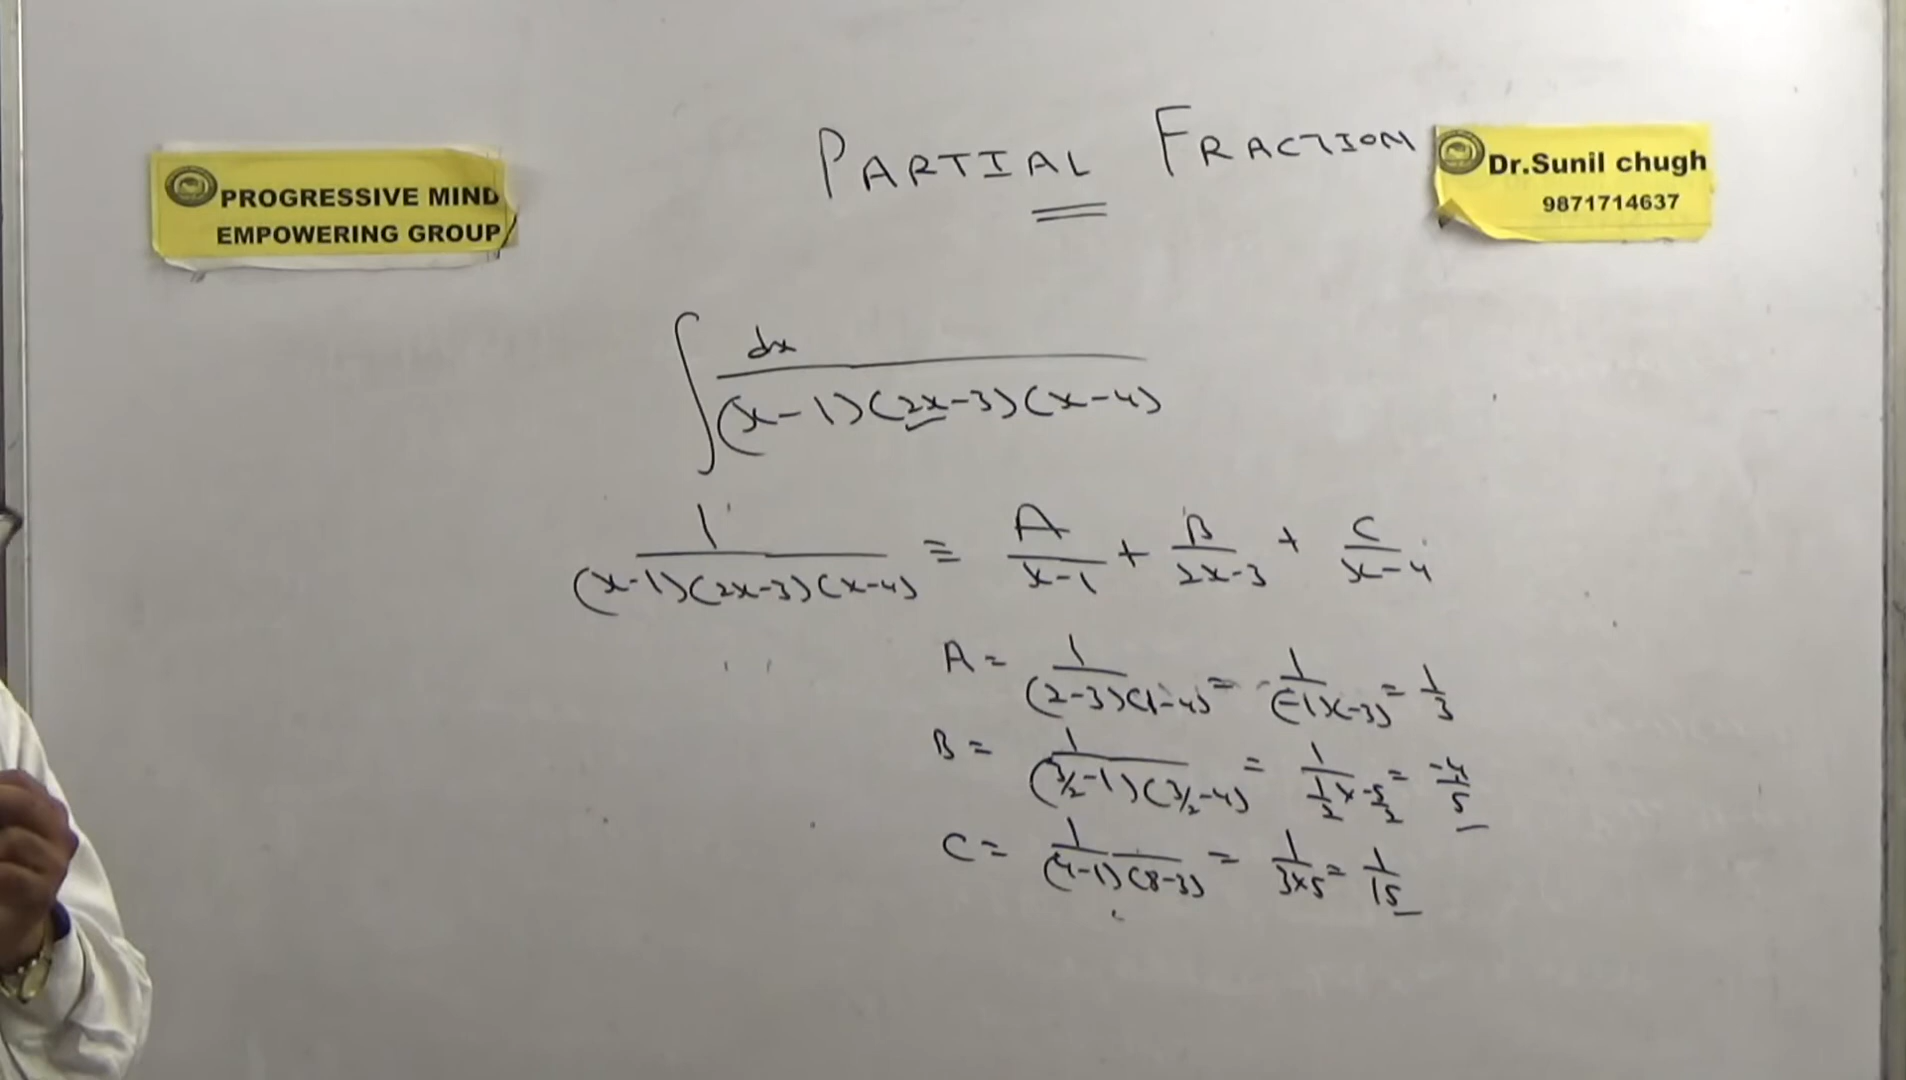 PARTIAL FRACTION
PROGRESSIVE MIND
EMPOWERING GROUP
Dr.Sunil chugh
9871714637
∫ dx / (x-1)(2x-3)(x-4)
1 / (x-1)(2x-3)(x-4) ≡ A / x-1 + B / 2x-3 + C / x-4
A = 1 / (2-3)(1-4) = 1 / (-1)(-3) = 1/3
B = 1 / (3/2-1)(3/2-4) = 1 / 1/2 x -5/2 = -4/5
C = 1 / (4-1)(8-3) = 1 / 3x5 = 1/15